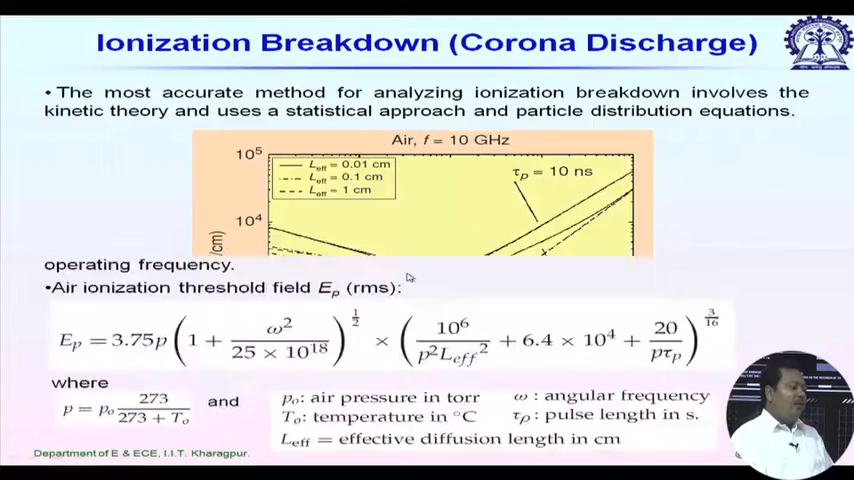 Ionization Breakdown (Corona Discharge)
• The most accurate method for analyzing ionization breakdown involves the
kinetic theory and uses a statistical approach and particle distribution equations.
Air, f = 10 GHz
10⁵
L_eff = 0.01 cm
L_eff = 0.1 cm
L_eff = 1 cm
τ_p = 10 ns
10⁴
/cm)
operating frequency.
•Air ionization threshold field E_p (rms):
E_p = 3.75p (1 + ω² / (25 × 10¹⁸))^(1/2) × (10⁶ / (p² L_eff²) + 6.4 × 10⁴ + 20 / (pτ_p))^(3/16)
where
p = p_o 273 / (273 + T_o) and
p_o: air pressure in torr
ω : angular frequency
T_o: temperature in °C
τ_p : pulse length in s.
L_eff = effective diffusion length in cm
Department of E & ECE, I.I.T. Kharagpur.